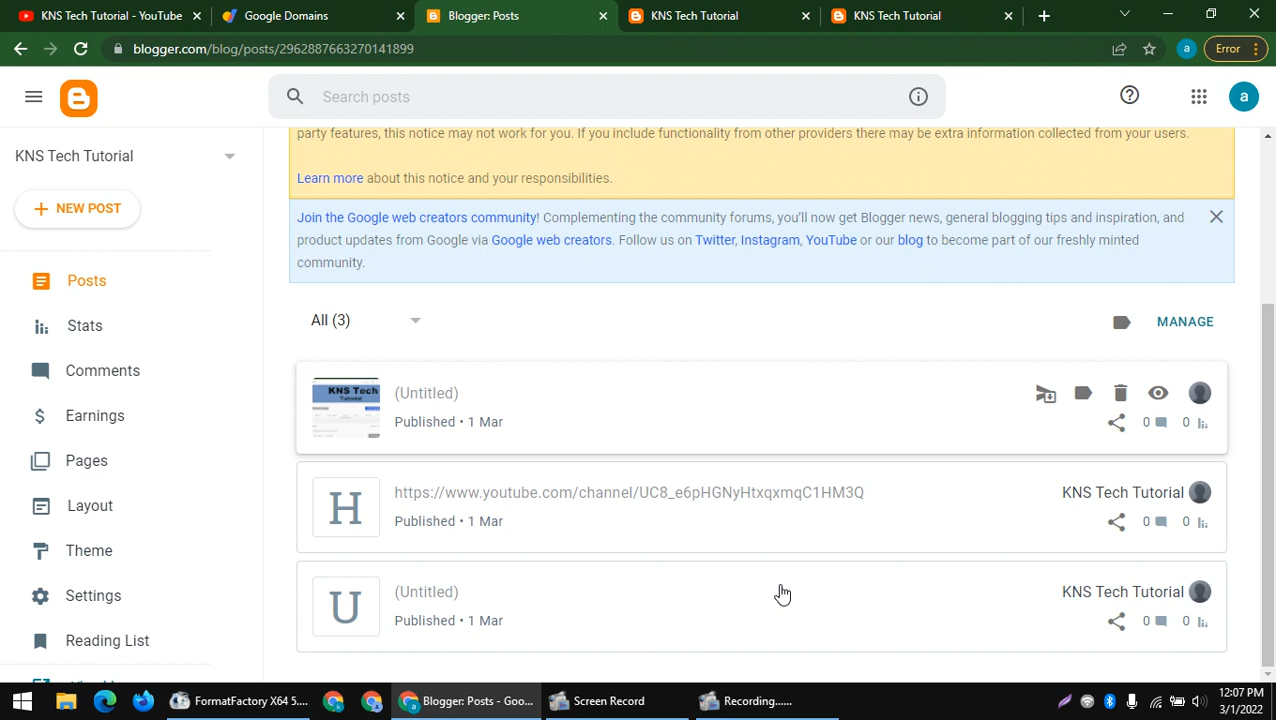 KNS Tech Tutorial - YouTube
Google Domains
Blogger: Posts
KNS Tech Tutorial
KNS Tech Tutorial
blogger.com/blog/posts/2962887663270141899
a
Error
Search posts
a
KNS Tech Tutorial
NEW POST
Posts
Stats
Comments
Earnings
Pages
Layout
Theme
Settings
Reading List
party features, this notice may not work for you. If you include functionality from other providers there may be extra information collected from your users.
Learn more about this notice and your responsibilities.
Join the Google web creators community! Complementing the community forums, you'll now get Blogger news, general blogging tips and inspiration, and
product updates from Google via Google web creators. Follow us on Twitter, Instagram, YouTube or our blog to become part of our freshly minted
community.
All (3)
MANAGE
KNS Tech
Tutorial
(Untitled)
Published • 1 Mar
0
0
H
https://www.youtube.com/channel/UC8_e6pHGNyHtxqxmqC1HM3Q
Published • 1 Mar
KNS Tech Tutorial
0
0
U
(Untitled)
Published • 1 Mar
KNS Tech Tutorial
0
0
FormatFactory X64 5....
Blogger: Posts - Goo...
Screen Record
Recording......
12:07 PM
3/1/2022